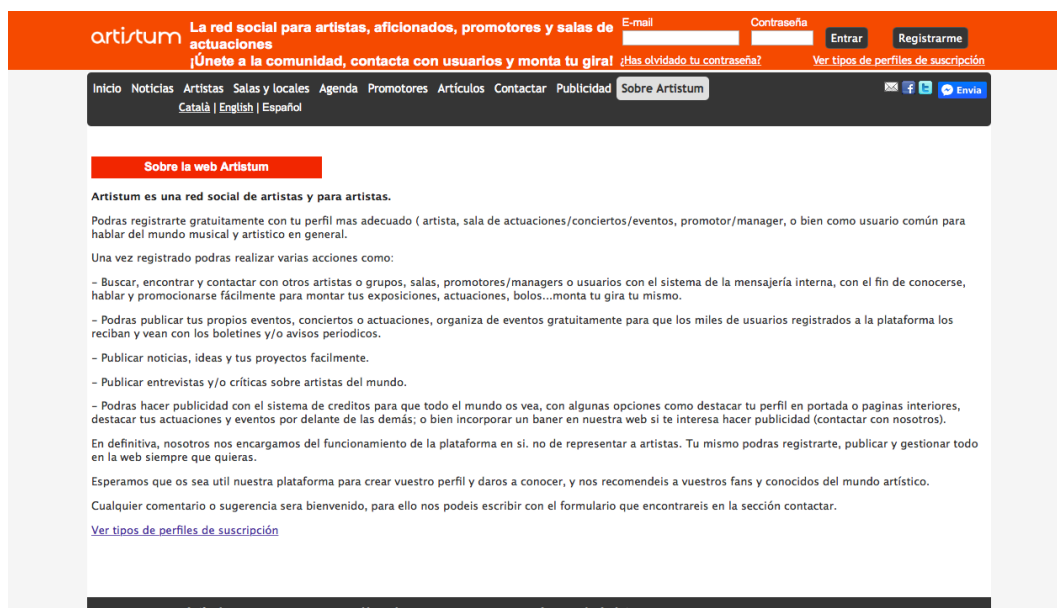 artistum
La red social para artistas, aficionados, promotores y salas de
actuaciones
¡Únete a la comunidad, contacta con usuarios y monta tu gira!
E-mail
Contraseña
Entrar
Registrarme
¿Has olvidado tu contraseña?
Ver tipos de perfiles de suscripción
Inicio Noticias Artistas Salas y locales Agenda Promotores Artículos Contactar Publicidad Sobre Artistum
Envia
Català | English | Español
Sobre la web Artistum
Artistum es una red social de artistas y para artistas.
Podras registrarte gratuitamente con tu perfil mas adecuado ( artista, sala de actuaciones/conciertos/eventos, promotor/manager, o bien como usuario común para
hablar del mundo musical y artistico en general.
Una vez registrado podras realizar varias acciones como:
– Buscar, encontrar y contactar con otros artistas o grupos, salas, promotores/managers o usuarios con el sistema de la mensajería interna, con el fin de conocerse,
hablar y promocionarse fácilmente para montar tus exposiciones, actuaciones, bolos...monta tu gira tu mismo.
– Podras publicar tus propios eventos, conciertos o actuaciones, organiza de eventos gratuitamente para que los miles de usuarios registrados a la plataforma los
reciban y vean con los boletines y/o avisos periodicos.
– Publicar noticias, ideas y tus proyectos facilmente.
– Publicar entrevistas y/o críticas sobre artistas del mundo.
– Podras hacer publicidad con el sistema de creditos para que todo el mundo os vea, con algunas opciones como destacar tu perfil en portada o paginas interiores,
destacar tus actuaciones y eventos por delante de las demás; o bien incorporar un baner en nuestra web si te interesa hacer publicidad (contactar con nosotros).
En definitiva, nosotros nos encargamos del funcionamiento de la plataforma en si. no de representar a artistas. Tu mismo podras registrarte, publicar y gestionar todo
en la web siempre que quieras.
Esperamos que os sea util nuestra plataforma para crear vuestro perfil y daros a conocer, y nos recomendeis a vuestros fans y conocidos del mundo artístico.
Cualquier comentario o sugerencia sera bienvenido, para ello nos podeis escribir con el formulario que encontrareis en la sección contactar.
Ver tipos de perfiles de suscripción